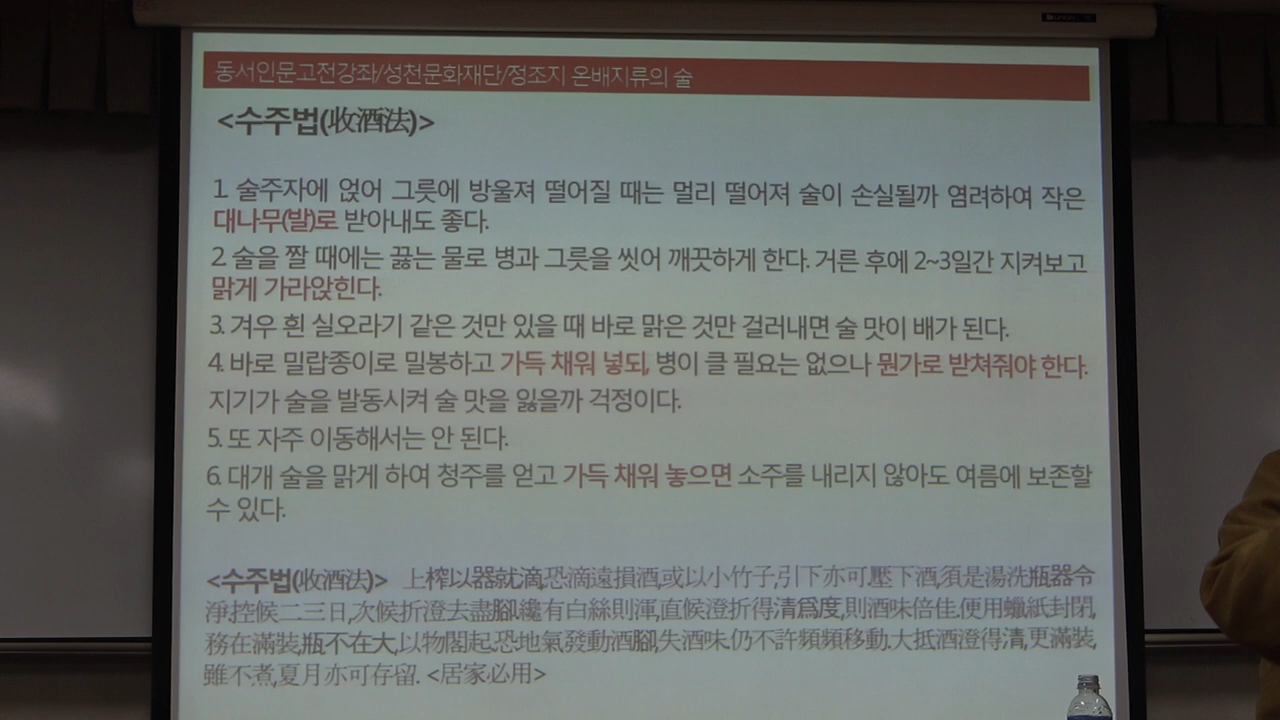 동서인문고전강좌/성천문화재단/정조지 온배지류의 술
<수주법(收酒法)>
1. 술주자에 얹어 그릇에 방울져 떨어질 때는 멀리 떨어져 술이 손실될까 염려하여 작은
대나무(발)로 받아내도 좋다.
2. 술을 짤 때에는 끓는 물로 병과 그릇을 씻어 깨끗하게 한다. 거른 후에 2~3일간 지켜보고
맑게 가라앉힌다.
3. 겨우 흰 실오라기 같은 것만 있을 때 바로 맑은 것만 걸러내면 술 맛이 배가 된다.
4. 바로 밀랍종이로 밀봉하고 가득 채워 넣되, 병이 클 필요는 없으나 뭔가로 받쳐줘야 한다.
지기가 술을 발동시켜 술 맛을 잃을까 걱정이다.
5. 또 자주 이동해서는 안 된다.
6. 대개 술을 맑게 하여 청주를 얻고 가득 채워 놓으면 소주를 내리지 않아도 여름에 보존할
수 있다.
<수주법(收酒法)> 上榨以器就滴,恐滴遠損酒,或以小竹子,引下亦可.壓下酒,須是湯洗瓶器令
淨.控候二三日,次候折澄去盡腳.纔有白絲則渾,直候澄折得清爲度,則酒味倍佳.便用蠟紙封閉,
務在滿裝,瓶不在大,以物閣起,恐地氣發動酒腳,失酒味.仍不許頻頻移動.大抵酒澄得清,更滿裝,
雖不煮,夏月亦可存留. <居家必用>